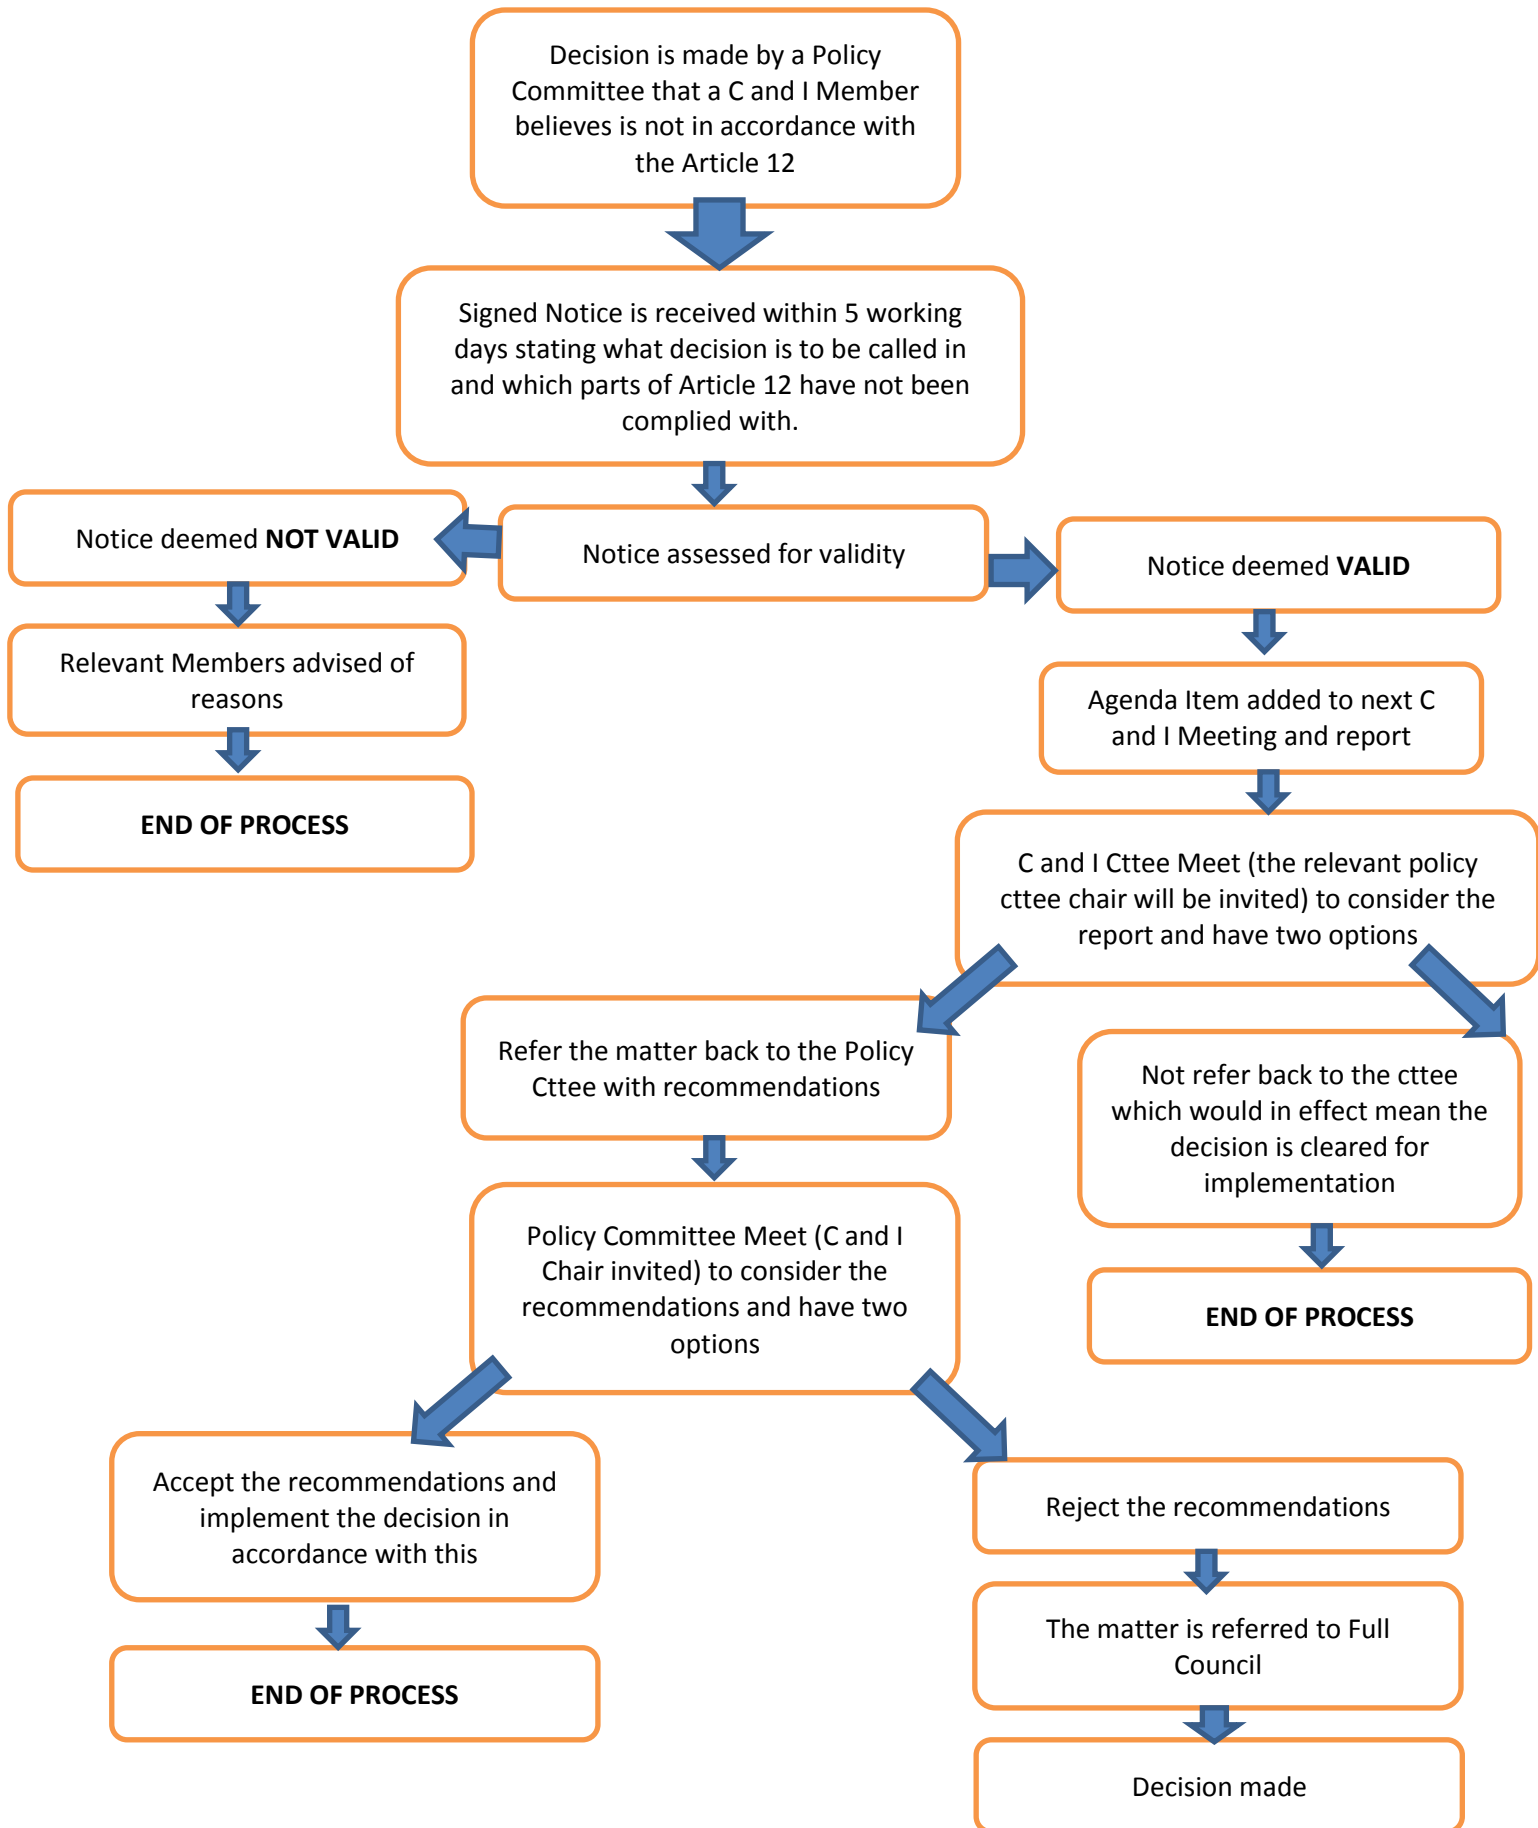 Decision is made by a Policy
Committee that a C and I Member
believes is not in accordance with
the Article 12
Signed Notice is received within 5 working
days stating what decision is to be called in
and which parts of Article 12 have not been
complied with.
Notice deemed NOT VALID
Notice assessed for validity
Notice deemed VALID
Relevant Members advised of
reasons
Agenda Item added to next C
and I Meeting and report
END OF PROCESS
C and I Cttee Meet (the relevant policy
cttee chair will be invited) to consider the
report and have two options
Refer the matter back to the Policy
Cttee with recommendations
Not refer back to the cttee
which would in effect mean the
decision is cleared for
implementation
Policy Committee Meet (C and I
Chair invited) to consider the
recommendations and have two
options
END OF PROCESS
Accept the recommendations and
implement the decision in
accordance with this
Reject the recommendations
The matter is referred to Full
Council
END OF PROCESS
Decision made